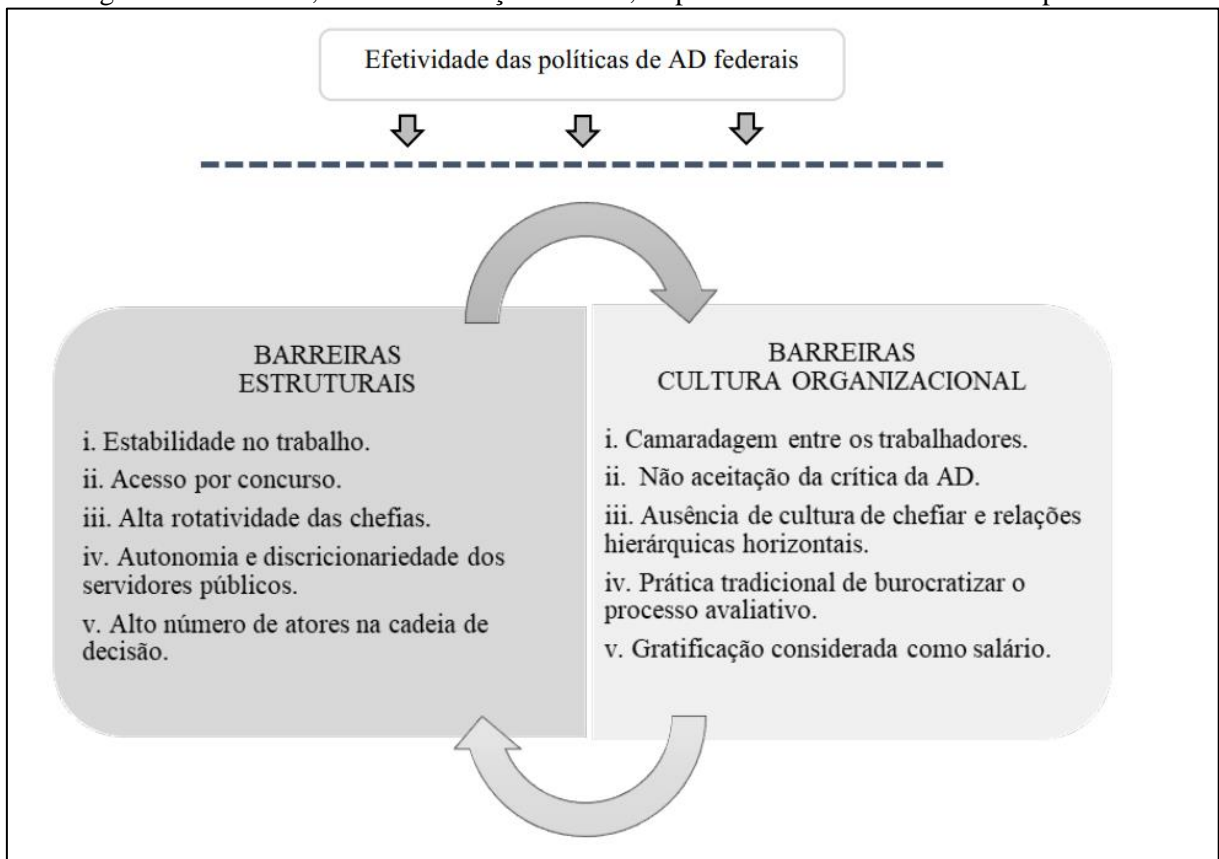 Efetividade das políticas de AD federais
BARREIRAS
ESTRUTURAIS
i. Estabilidade no trabalho.
ii. Acesso por concurso.
iii. Alta rotatividade das chefias.
iv. Autonomia e discricionariedade dos
servidores públicos.
v. Alto número de atores na cadeia de
decisão.
BARREIRAS
CULTURA ORGANIZACIONAL
i. Camaradagem entre os trabalhadores.
ii. Não aceitação da crítica da AD.
iii. Ausência de cultura de chefiar e relações
hierárquicas horizontais.
iv. Prática tradicional de burocratizar o
processo avaliativo.
v. Gratificação considerada como salário.